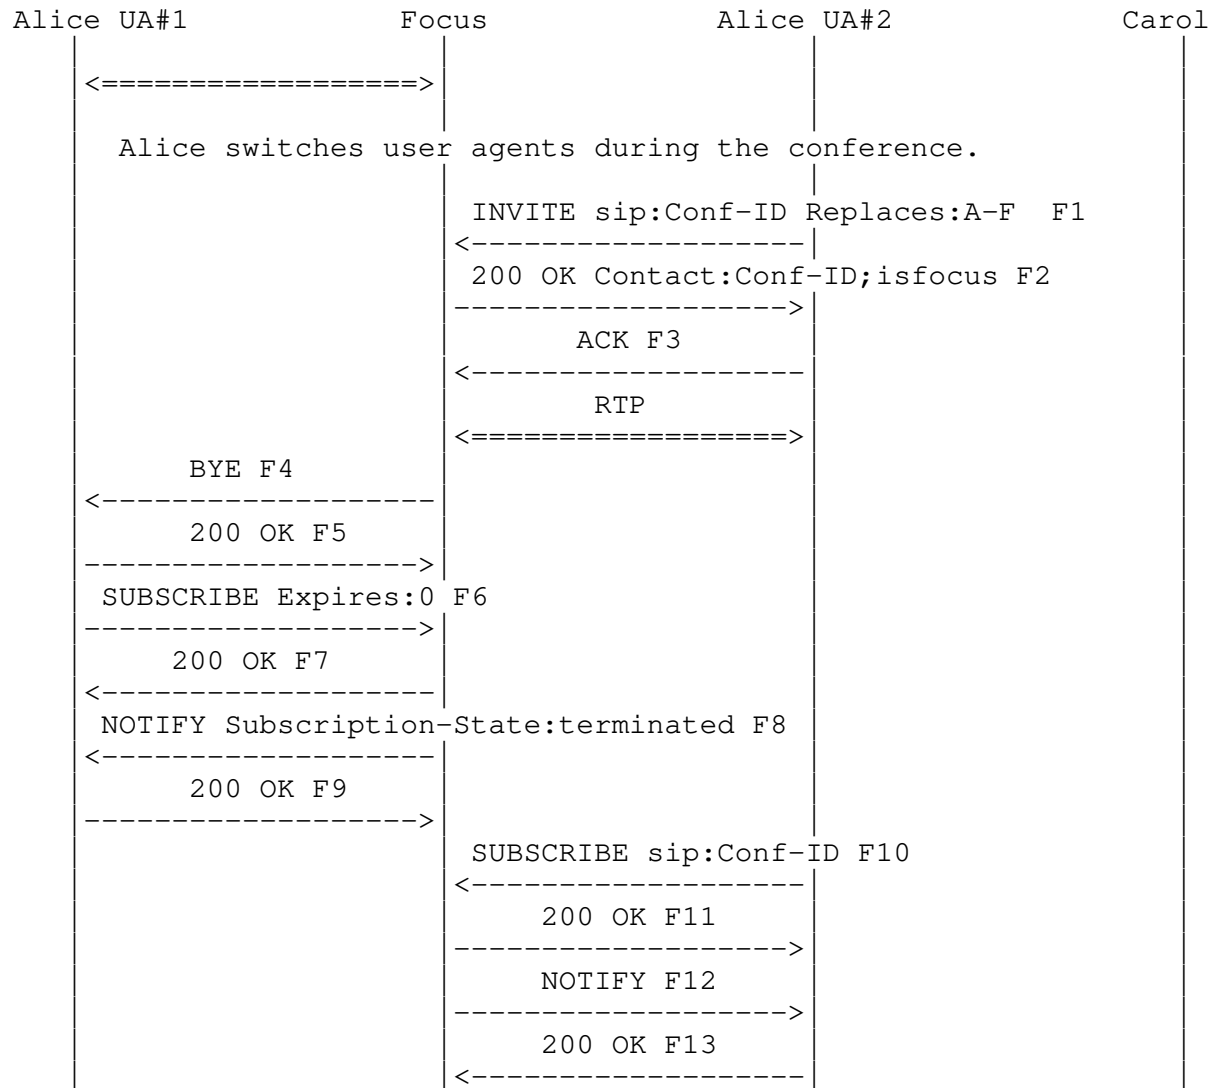 Alice UA#1 Focus Alice UA#2 Carol
<==================>
Alice switches user agents during the conference.
INVITE sip:Conf-ID Replaces:A-F F1
<-------------------
200 OK Contact:Conf-ID;isfocus F2
------------------->
ACK F3
<-------------------
RTP
<==================>
BYE F4
<-------------------
200 OK F5
------------------->
SUBSCRIBE Expires:0 F6
------------------->
200 OK F7
<-------------------
NOTIFY Subscription-State:terminated F8
<-------------------
200 OK F9
------------------->
SUBSCRIBE sip:Conf-ID F10
<-------------------
200 OK F11
------------------->
NOTIFY F12
------------------->
200 OK F13
<-------------------